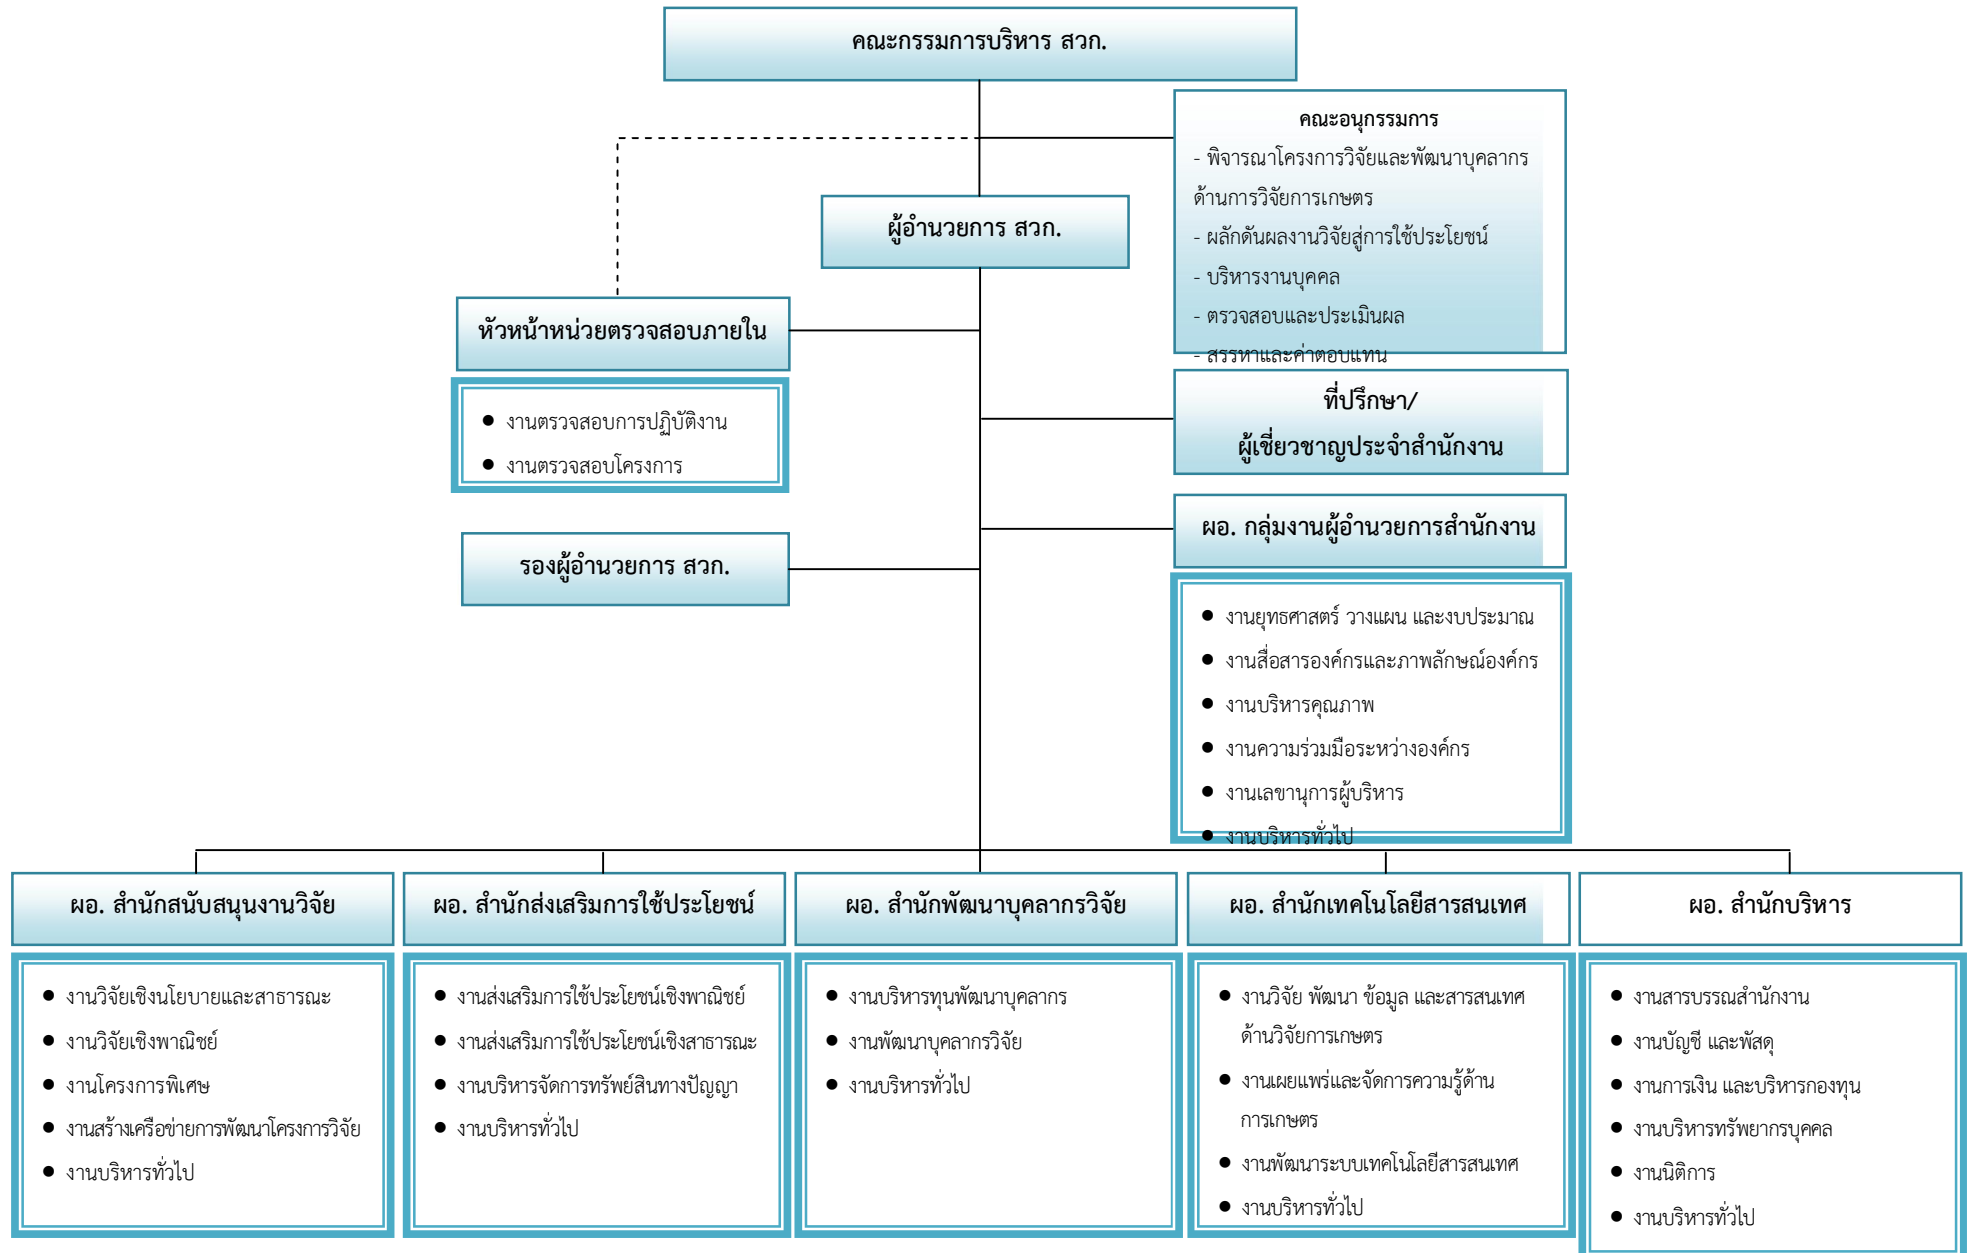 คณะกรรมการบริหาร สวก.
คณะอนุกรรมการ
- พิจารณาโครงการวิจัยและพัฒนาบุคลากร
ด้านการวิจัยการเกษตร
- ผลักดันผลงานวิจัยสู่การใช้ประโยชน์
- บริหารงานบุคคล
- ตรวจสอบและประเมินผล
- สรรหาและค่าตอบแทน
ผู้อำนวยการ สวก.
หัวหน้าหน่วยตรวจสอบภายใน
● งานตรวจสอบการปฏิบัติงาน
● งานตรวจสอบโครงการ
ที่ปรึกษา/
ผู้เชี่ยวชาญประจำสำนักงาน
รองผู้อำนวยการ สวก.
ผอ. กลุ่มงานผู้อำนวยการสำนักงาน
● งานยุทธศาสตร์ วางแผน และงบประมาณ
● งานสื่อสารองค์กรและภาพลักษณ์องค์กร
● งานบริหารคุณภาพ
● งานความร่วมมือระหว่างองค์กร
● งานเลขานุการผู้บริหาร
● งานบริหารทั่วไป
ผอ. สำนักสนับสนุนงานวิจัย
● งานวิจัยเชิงนโยบายและสาธารณะ
● งานวิจัยเชิงพาณิชย์
● งานโครงการพิเศษ
● งานสร้างเครือข่ายการพัฒนาโครงการวิจัย
● งานบริหารทั่วไป
ผอ. สำนักส่งเสริมการใช้ประโยชน์
● งานส่งเสริมการใช้ประโยชน์เชิงพาณิชย์
● งานส่งเสริมการใช้ประโยชน์เชิงสาธารณะ
● งานบริหารจัดการทรัพย์สินทางปัญญา
● งานบริหารทั่วไป
ผอ. สำนักพัฒนาบุคลากรวิจัย
● งานบริหารทุนพัฒนาบุคลากร
● งานพัฒนาบุคลากรวิจัย
● งานบริหารทั่วไป
ผอ. สำนักเทคโนโลยีสารสนเทศ
● งานวิจัย พัฒนา ข้อมูล และสารสนเทศ
ด้านวิจัยการเกษตร
● งานเผยแพร่และจัดการความรู้ด้าน
การเกษตร
● งานพัฒนาระบบเทคโนโลยีสารสนเทศ
● งานบริหารทั่วไป
ผอ. สำนักบริหาร
● งานสารบรรณสำนักงาน
● งานบัญชี และพัสดุ
● งานการเงิน และบริหารกองทุน
● งานบริหารทรัพยากรบุคคล
● งานนิติการ
● งานบริหารทั่วไป